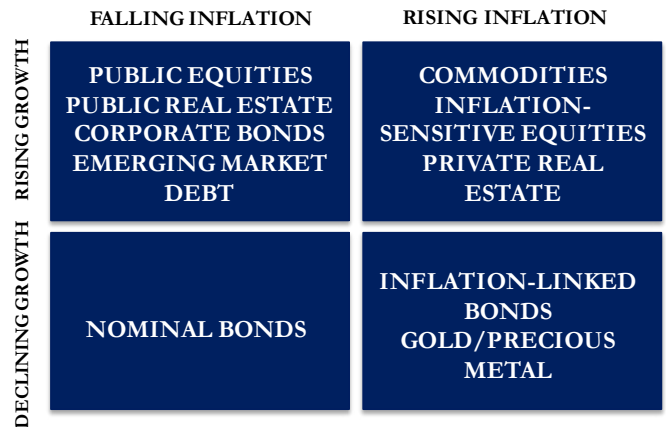 FALLING INFLATION
RISING INFLATION
RISING GROWTH
PUBLIC EQUITIES
PUBLIC REAL ESTATE
CORPORATE BONDS
EMERGING MARKET
DEBT
COMMODITIES
INFLATION-
SENSITIVE EQUITIES
PRIVATE REAL
ESTATE
DECLINING GROWTH
NOMINAL BONDS
INFLATION-LINKED
BONDS
GOLD/PRECIOUS
METAL